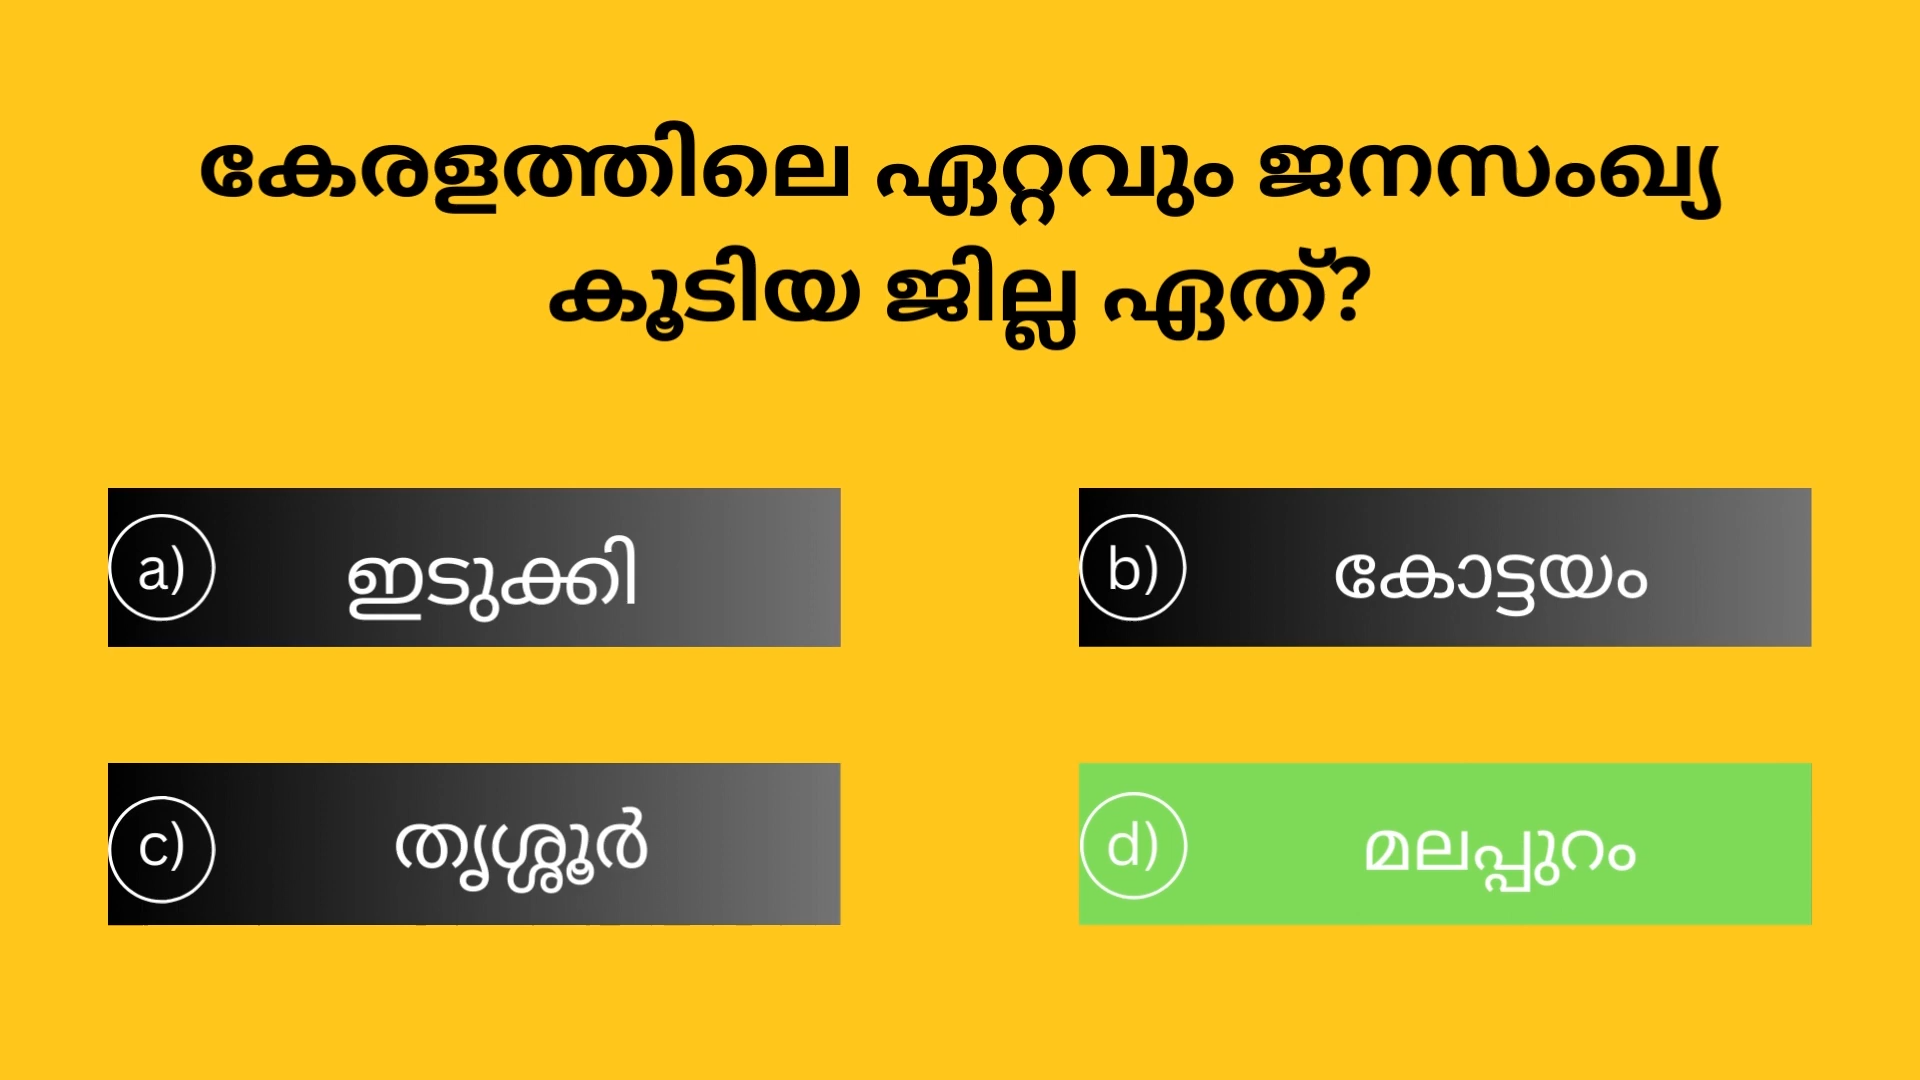 കേരളത്തിലെ ഏറ്റവും ജനസംഖ്യ
കൂടിയ ജില്ല ഏത്?
a) ഇടുക്കി
b) കോട്ടയം
c) തൃശ്ശൂർ
d) മലപ്പുറം